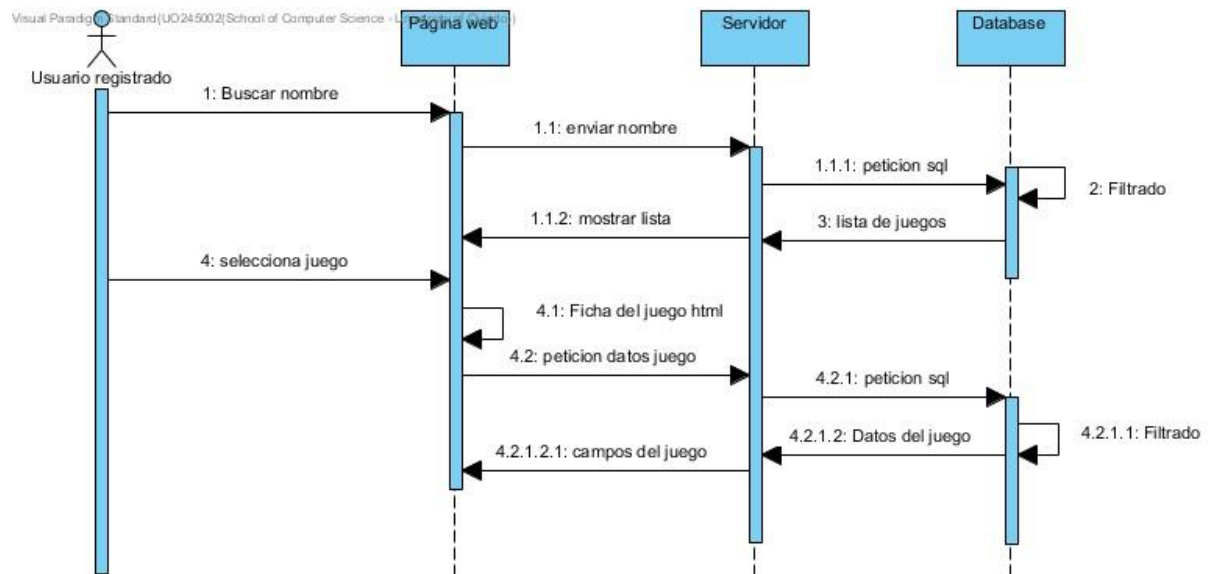 Visual Paradigm Standard(UO245002(School of Computer Science - University of Oviedo))
Página web
Servidor
Database
Usuario registrado
1: Buscar nombre
1.1: enviar nombre
1.1.1: peticion sql
2: Filtrado
1.1.2: mostrar lista
3: lista de juegos
4: selecciona juego
4.1: Ficha del juego html
4.2: peticion datos juego
4.2.1: peticion sql
4.2.1.1: Filtrado
4.2.1.2: Datos del juego
4.2.1.2.1: campos del juego